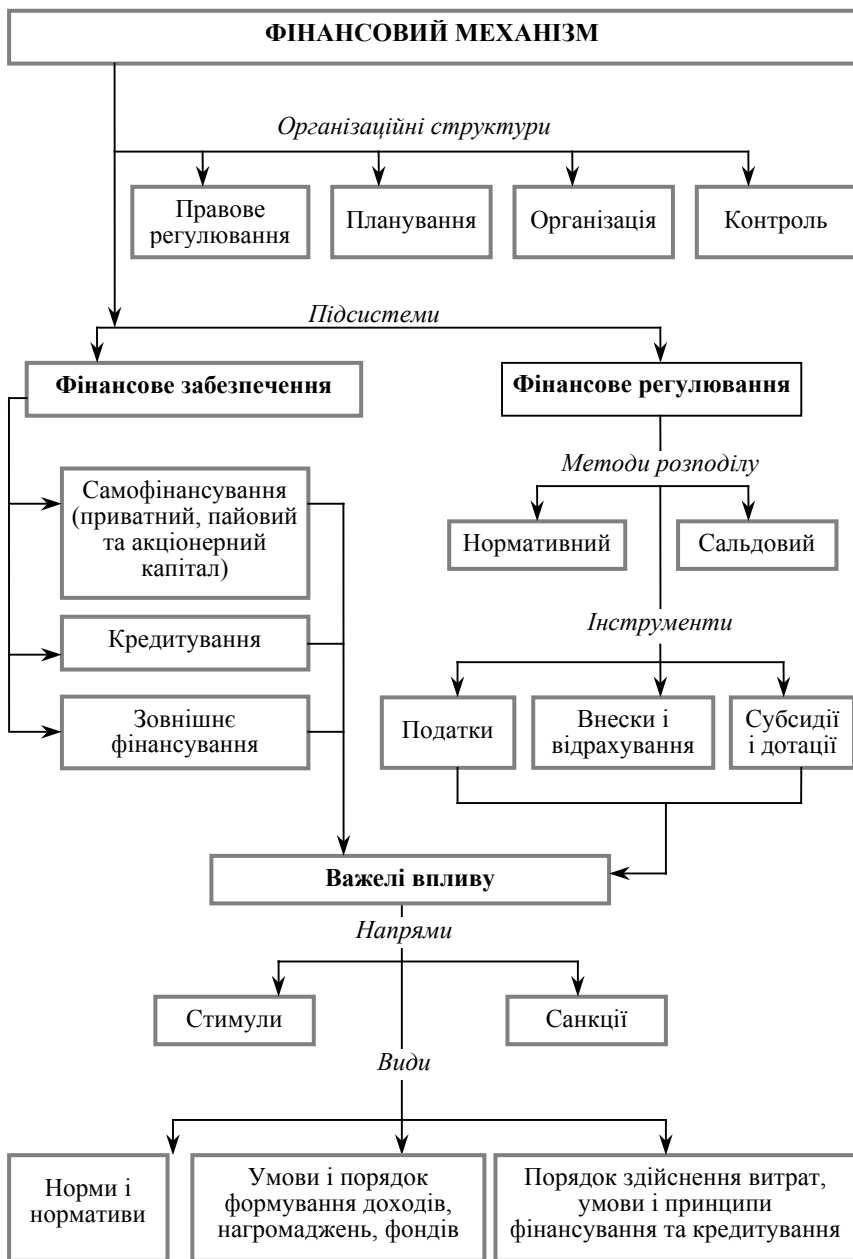 ФІНАНСОВИЙ МЕХАНІЗМ
Організаційні структури
Правове
регулювання
Планування
Організація
Контроль
Підсистеми
Фінансове забезпечення
Фінансове регулювання
Методи розподілу
Самофінансування
(приватний, пайовий
та акціонерний
капітал)
Нормативний
Сальдовий
Інструменти
Кредитування
Зовнішнє
фінансування
Податки
Внески і
відрахування
Субсидії
і дотації
Важелі впливу
Напрями
Стимули
Санкції
Види
Норми і
нормативи
Умови і порядок
формування доходів,
нагромаджень, фондів
Порядок здійснення витрат,
умови і принципи
фінансування та кредитування